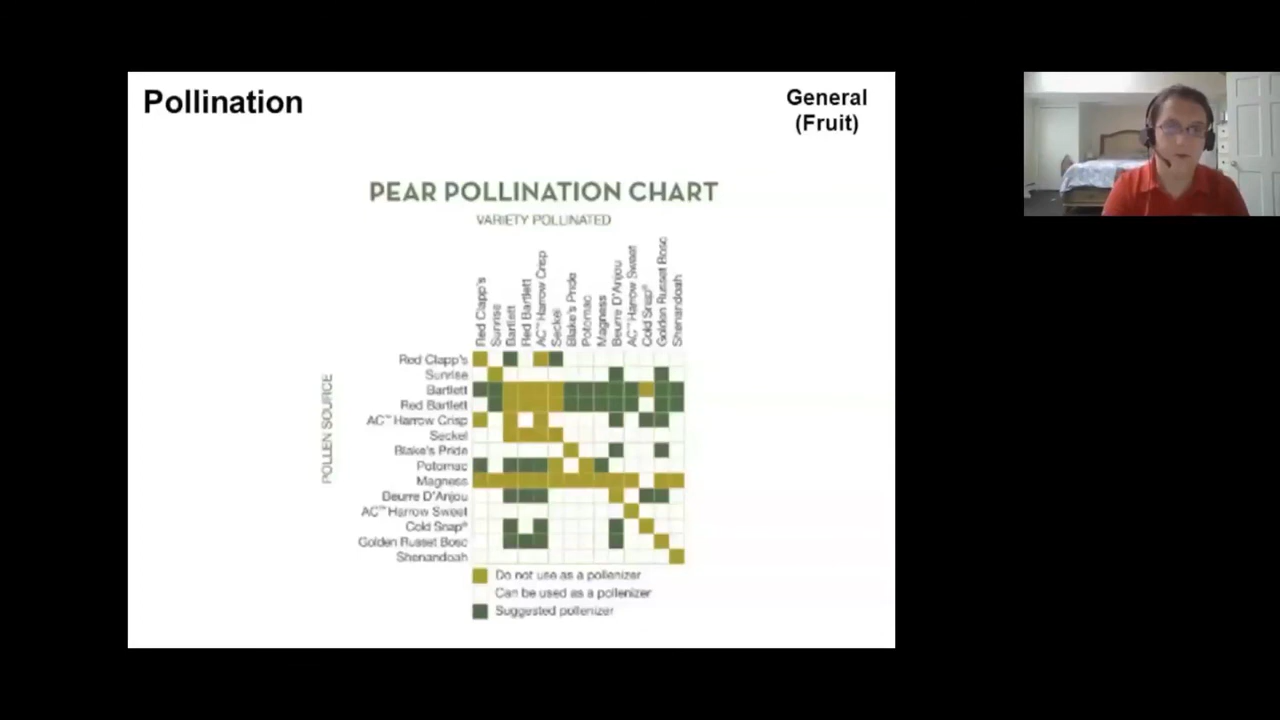 Pollination
General
(Fruit)
PEAR POLLINATION CHART
VARIETY POLLINATED
Red Clapp's
Sunrise
Bartlett
Red Bartlett
AC™ Harrow Crisp
Seckel
Blake's Pride
Potomac
Magness
Beurre D'Anjou
AC™ Harrow Sweet
Cold Snap®
Golden Russet Bosc
Shenandoah
POLLEN SOURCE
Red Clapp's
Sunrise
Bartlett
Red Bartlett
AC™ Harrow Crisp
Seckel
Blake's Pride
Potomac
Magness
Beurre D'Anjou
AC™ Harrow Sweet
Cold Snap®
Golden Russet Bosc
Shenandoah
Do not use as a pollenizer
Can be used as a pollenizer
Suggested pollenizer